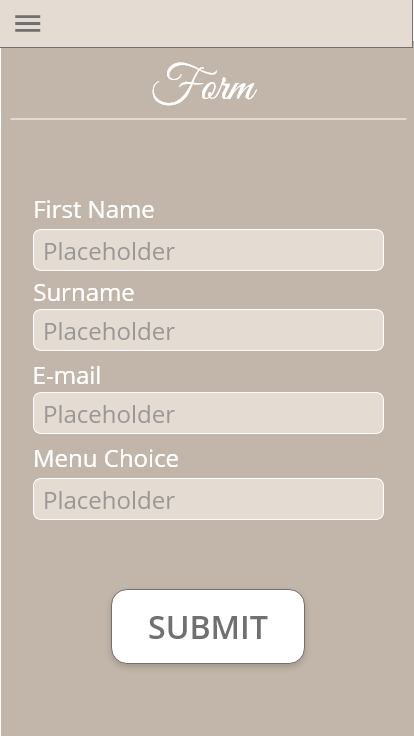 Form
First Name
Placeholder
Surname
Placeholder
E-mail
Placeholder
Menu Choice
Placeholder
SUBMIT